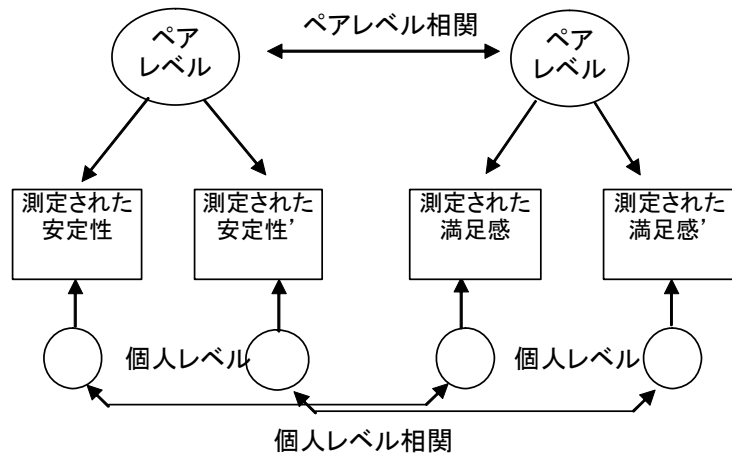 ペアレベル相関
ペア
レベル
ペア
レベル
測定された
安定性
測定された
安定性’
測定された
満足感
測定された
満足感’
個人レベル
個人レベル
個人レベル相関